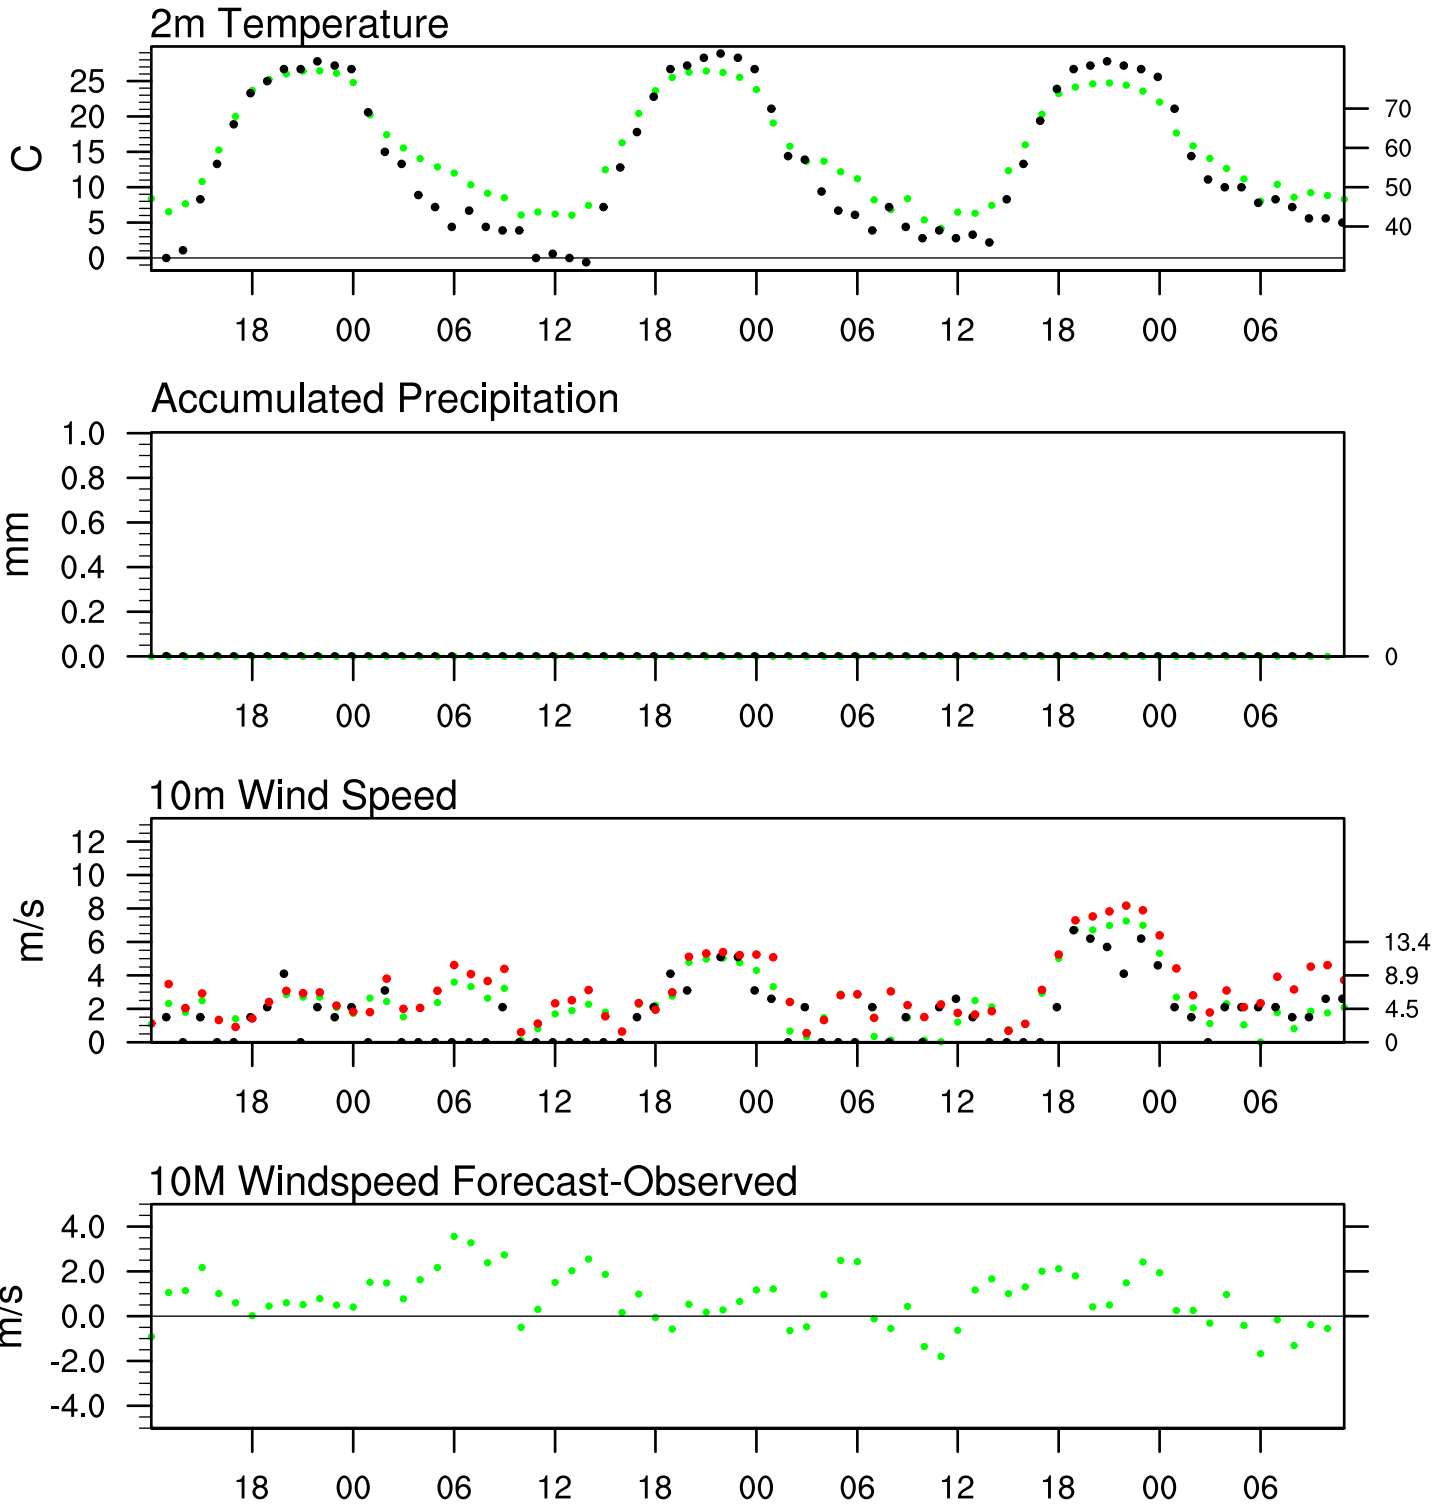 2m Temperature
C
25
20
15
10
5
0
70
60
50
40
18 00 06 12 18 00 06 12 18 00 06
Accumulated Precipitation
mm
1.0
0.8
0.6
0.4
0.2
0.0
0
18 00 06 12 18 00 06 12 18 00 06
10m Wind Speed
m/s
12
10
8
6
4
2
0
13.4
8.9
4.5
0
18 00 06 12 18 00 06 12 18 00 06
10M Windspeed Forecast-Observed
m/s
4.0
2.0
0.0
-2.0
-4.0
18 00 06 12 18 00 06 12 18 00 06